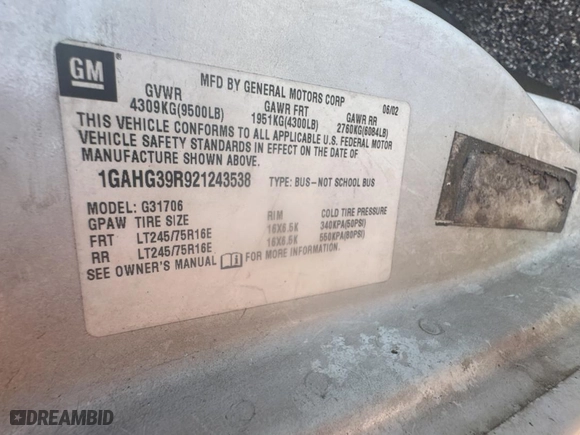 GM
MFD BY GENERAL MOTORS CORP 06/02
GVWR GAWR FRT GAWR RR
4309KG(9500LB) 1951KG(4300LB) 2760KG(6084LB)
THIS VEHICLE CONFORMS TO ALL APPLICABLE U.S. FEDERAL MOTOR
VEHICLE SAFETY STANDARDS IN EFFECT ON THE DATE OF
MANUFACTURE SHOWN ABOVE.
1GAHG39R921243538 TYPE: BUS-NOT SCHOOL BUS
MODEL: G31706
GPAW TIRE SIZE RIM COLD TIRE PRESSURE
FRT LT245/75R16E 16X6.5K 340KPA(50PSI)
RR LT245/75R16E 16X6.5K 550KPA(80PSI)
SEE OWNER'S MANUAL FOR MORE INFORMATION.
DREAMBID